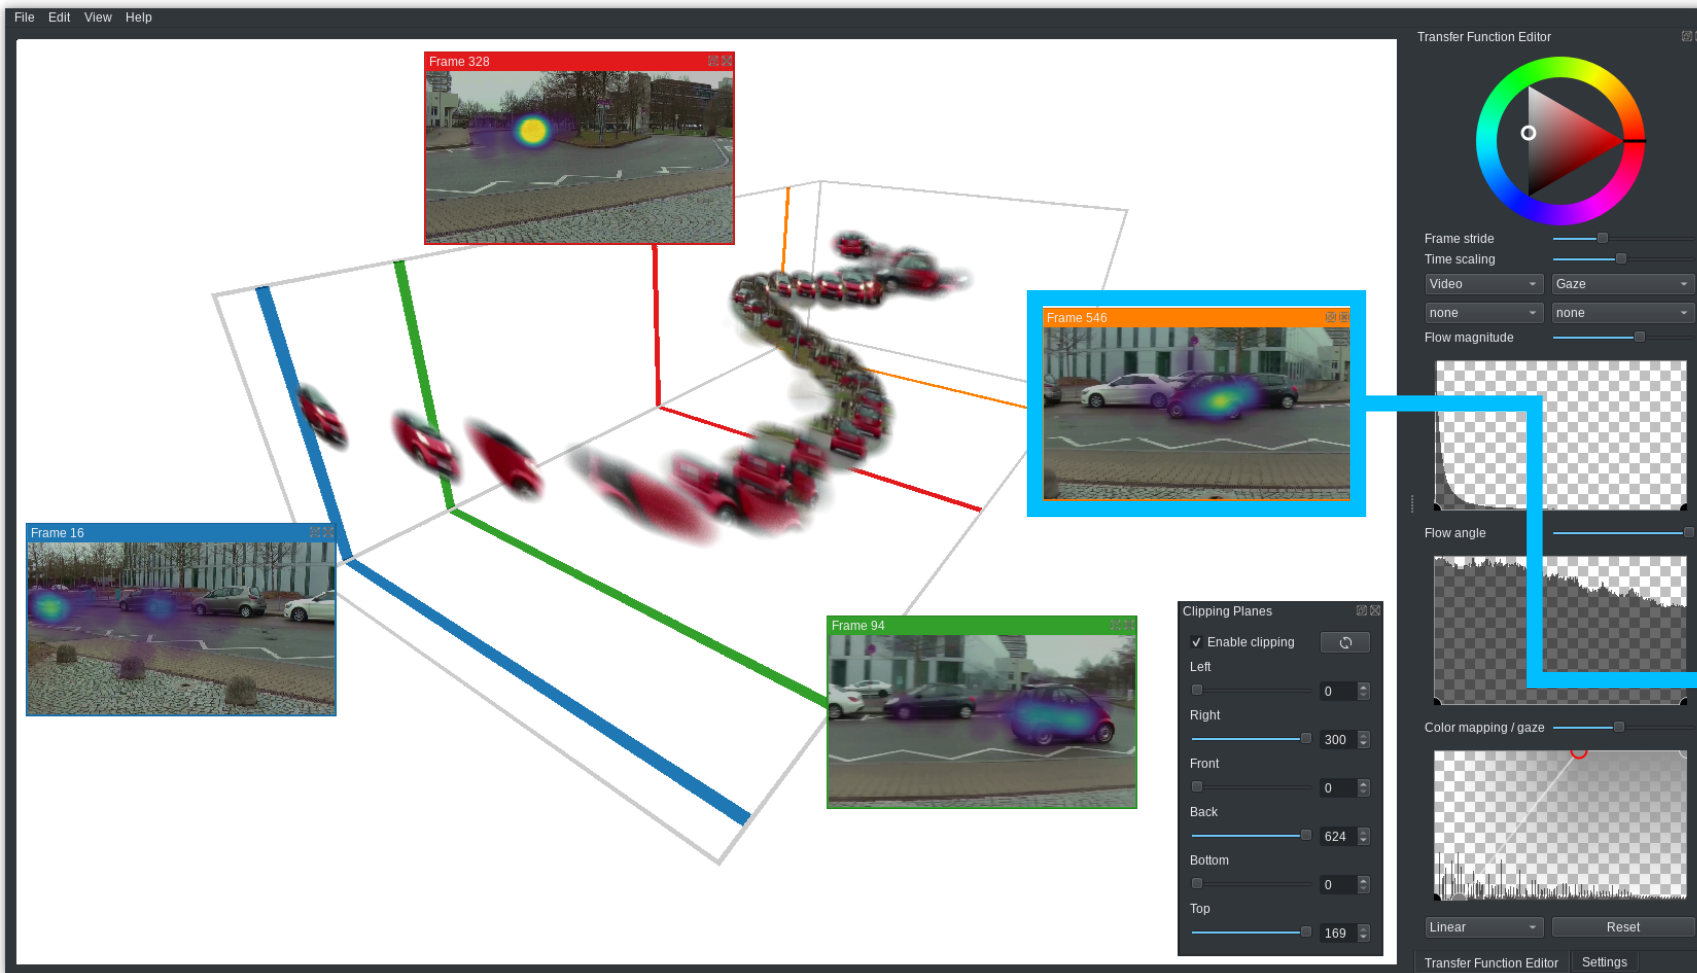 File Edit View Help
Transfer Function Editor
Frame 328
Frame stride
Time scaling
Video Gaze
none none
Flow magnitude
Frame 546
Frame 16
Flow angle
Frame 94
Clipping Planes
Enable clipping
Left
0
Right
300
Front
0
Back
624
Bottom
0
Top
169
Color mapping / gaze
Linear Reset
Transfer Function Editor Settings